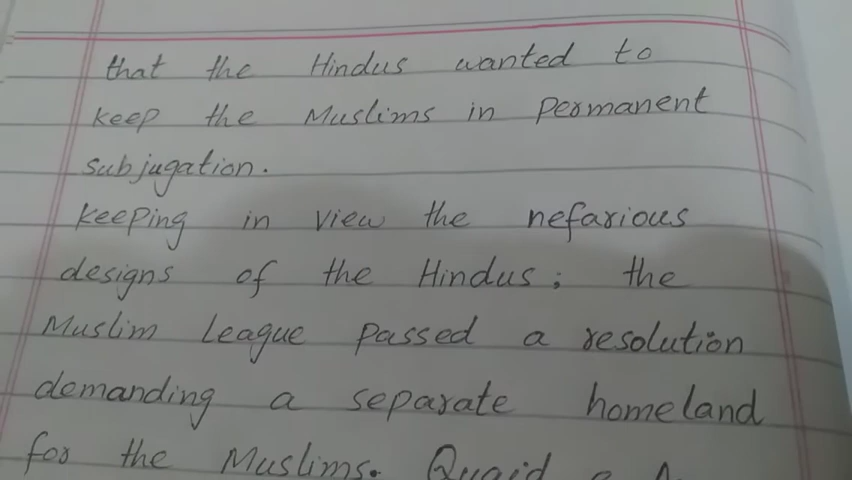 that the Hindus wanted to
keep the Muslims in permanent
subjugation.
keeping in view the nefarious
designs of the Hindus; the
Muslim League passed a resolution
demanding a separate homeland
for the Muslims. Quaid